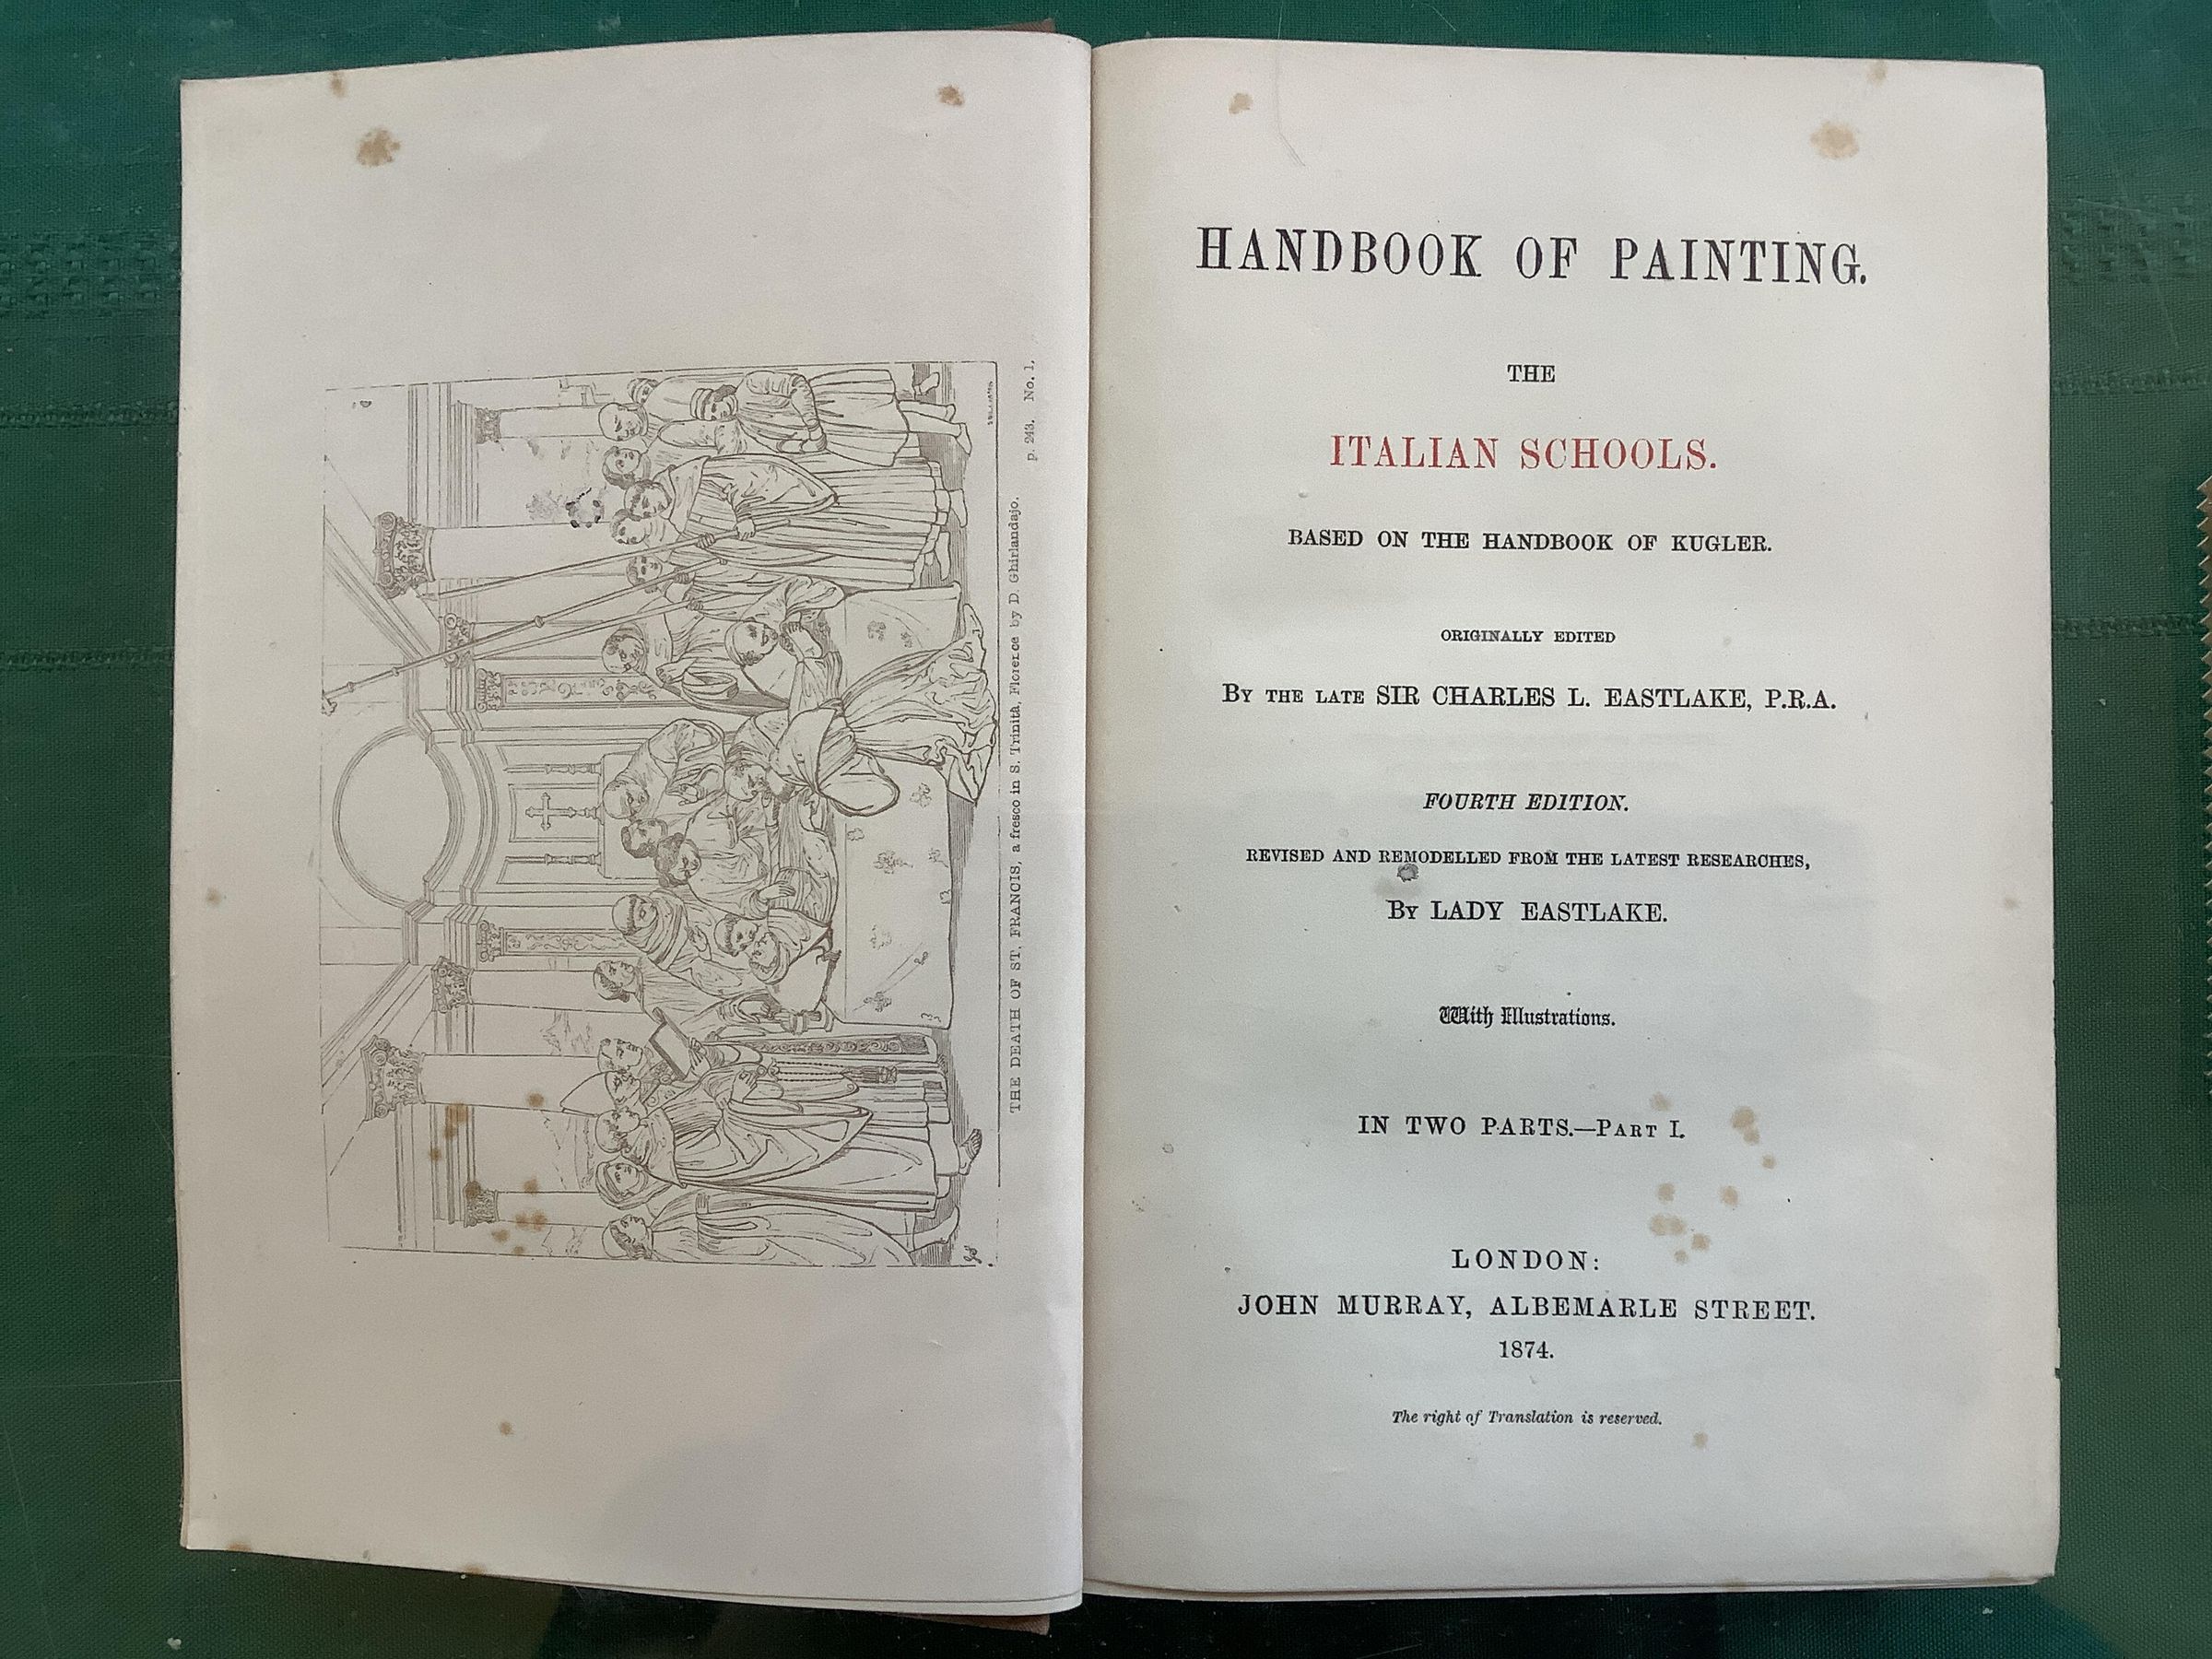 THE DEATH OF ST. FRANCIS, a fresco in S. Trinità, Florence by D. Ghirlandajo.
p. 243. No. 1.
HANDBOOK OF PAINTING.
THE
ITALIAN SCHOOLS.
BASED ON THE HANDBOOK OF KUGLER.
ORIGINALLY EDITED
By the late SIR CHARLES L. EASTLAKE, P.R.A.
FOURTH EDITION.
REVISED AND REMODELLED FROM THE LATEST RESEARCHES,
By LADY EASTLAKE.
With Illustrations.
IN TWO PARTS.—Part I.
LONDON:
JOHN MURRAY, ALBEMARLE STREET.
1874.
The right of Translation is reserved.